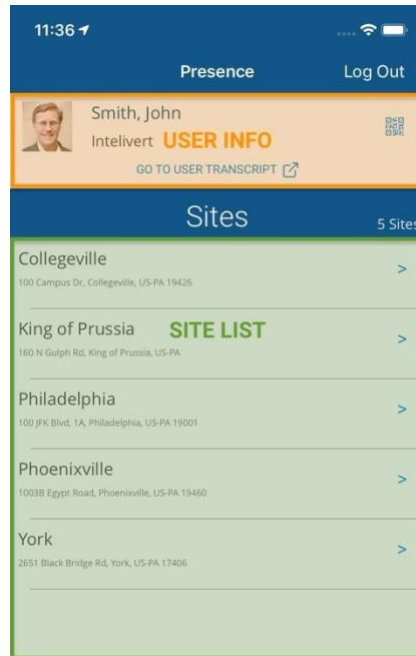 11:36
Presence
Log Out
Smith, John
Intelivert USER INFO
GO TO USER TRANSCRIPT
Sites
5 Sites
Collegeville
100 Campus Dr, Collegeville, US-PA 19426
>
King of Prussia
SITE LIST
160 N Gulph Rd, King of Prussia, US-PA
>
Philadelphia
100 JFK Blvd, 1A, Philadelphia, US-PA 19001
>
Phoenixville
1003B Egypt Road, Phoenixville, US-PA 19460
>
York
2651 Black Bridge Rd, York, US-PA 17406
>